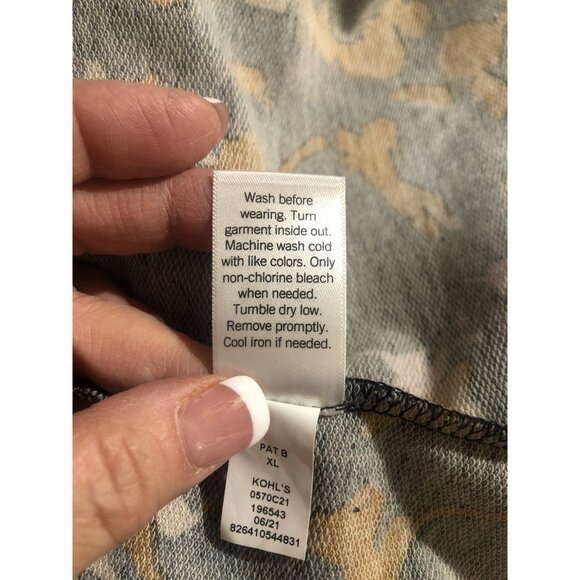 Wash before
wearing. Turn
garment inside out.
Machine wash cold
with like colors. Only
non-chlorine bleach
when needed.
Tumble dry low.
Remove promptly.
Cool iron if needed.
PAT B
XL
KOHL'S
0570C21
196543
06/21
826410544831